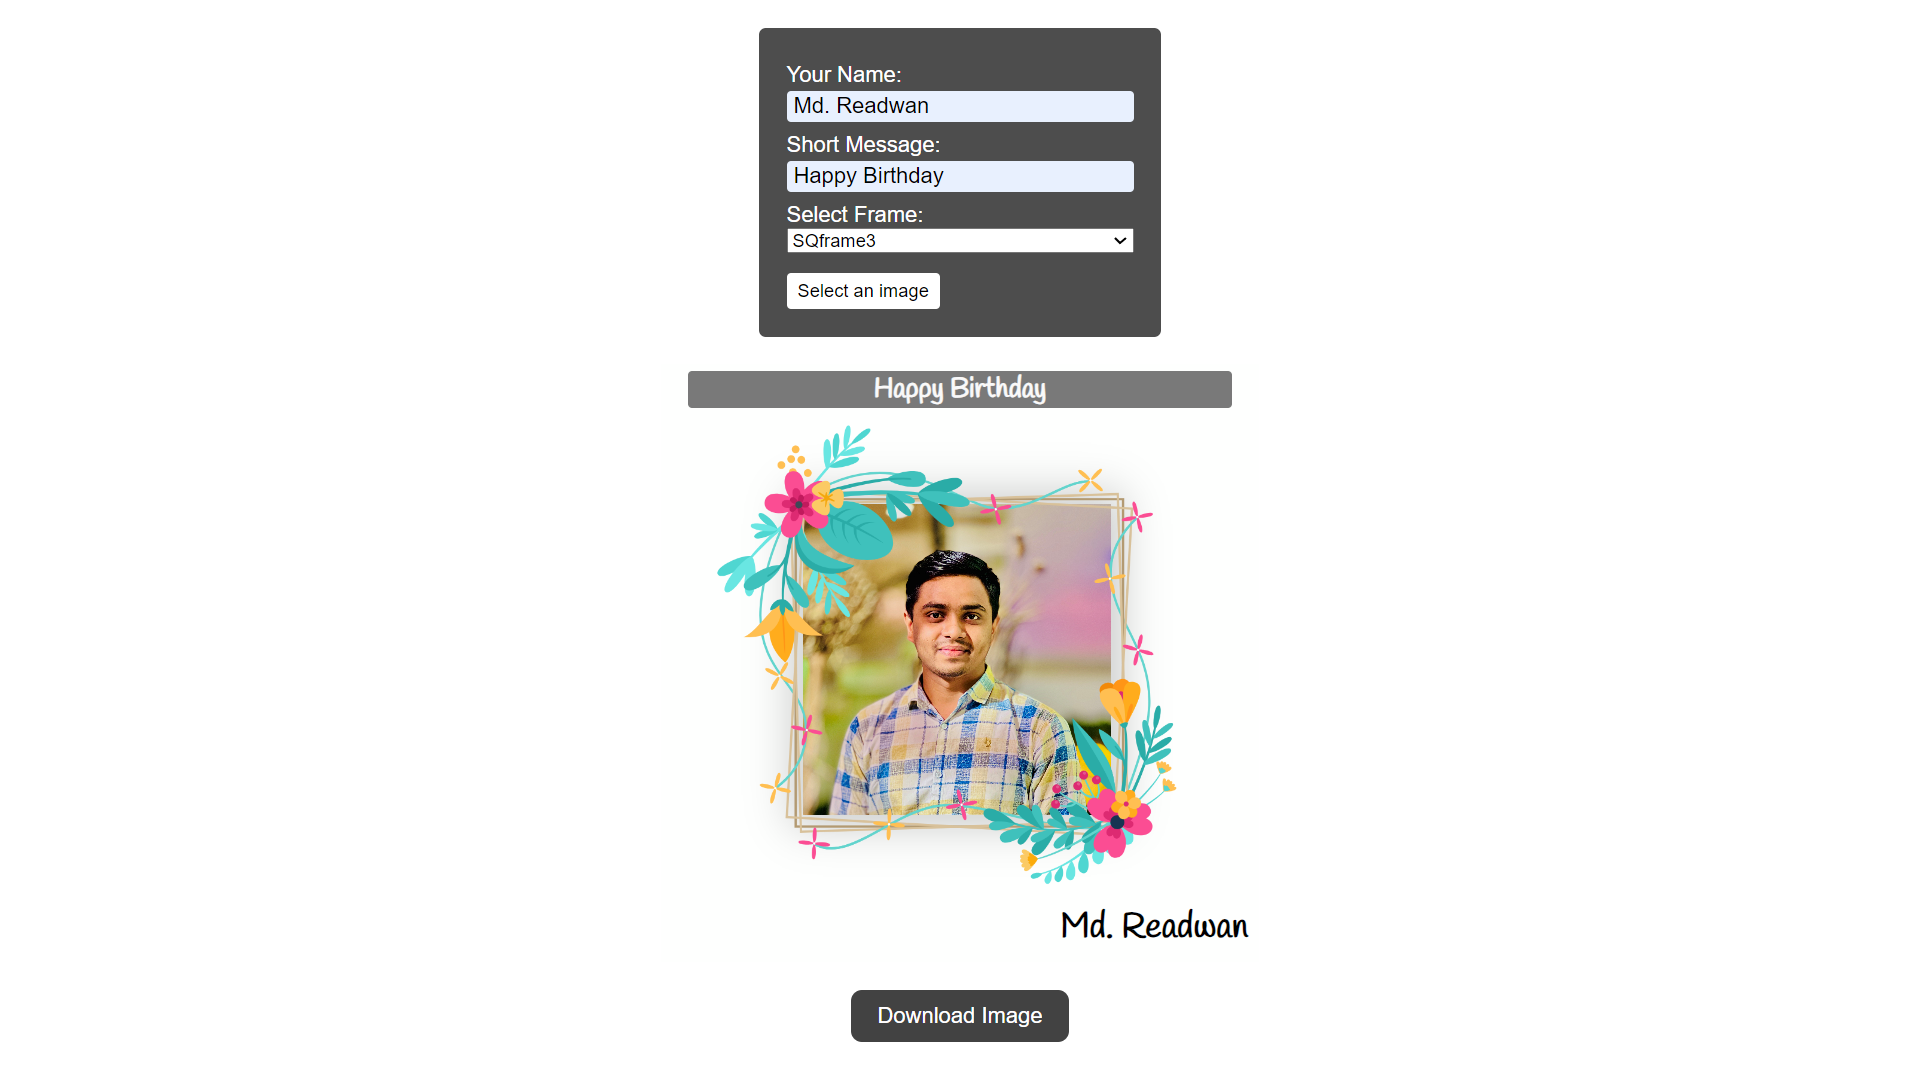 Your Name:
Md. Readwan
Short Message:
Happy Birthday
Select Frame:
SQframe3
Select an image
Happy Birthday
Md. Readwan
Download Image